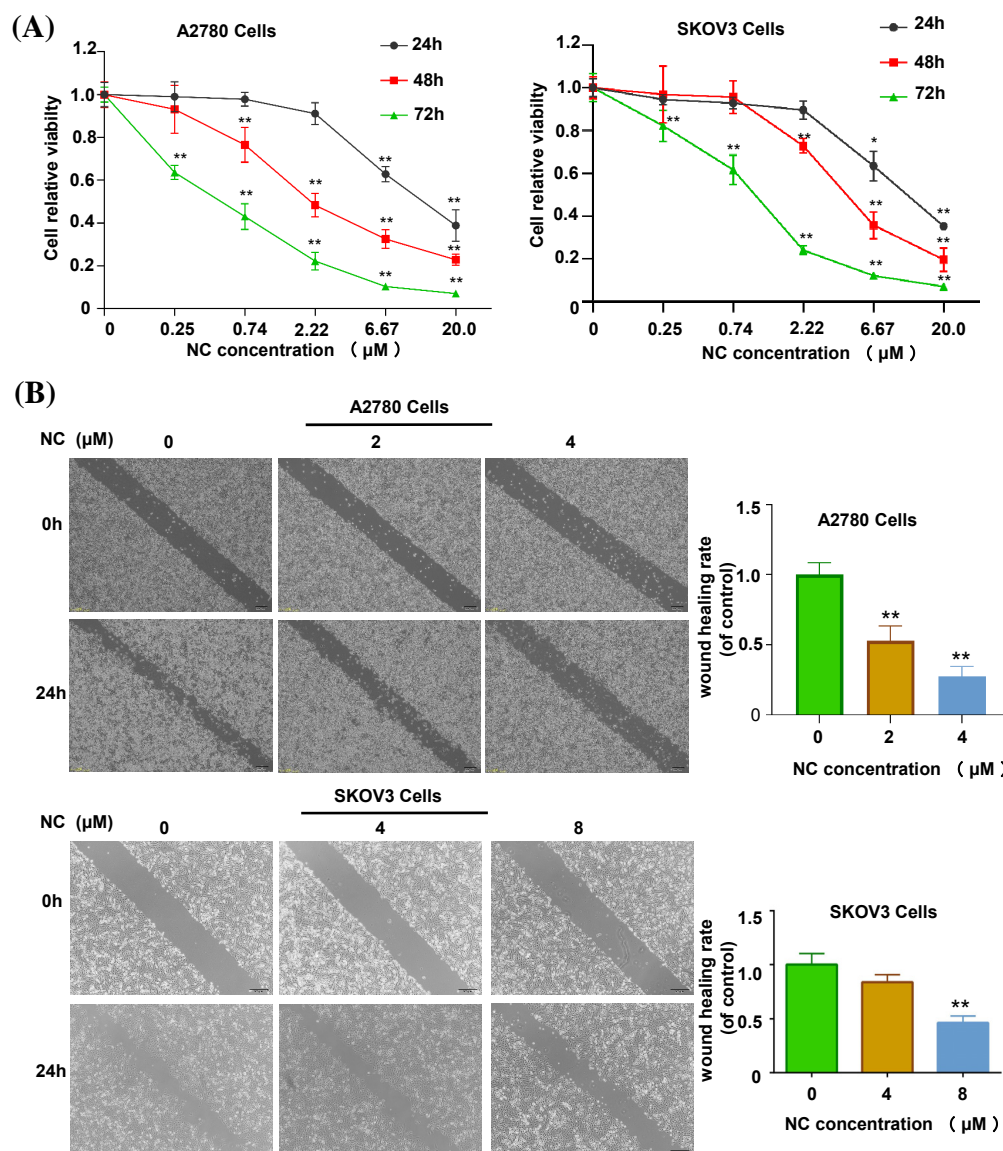 (A)
A2780 Cells
24h
48h
72h
Cell relative viabilty
1.2
1.0
0.8
0.6
0.4
0.2
0
** ** ** ** **
** ** ** **
** **
0 0.25 0.74 2.22 6.67 20.0
NC concentration ( μM )
SKOV3 Cells
24h
48h
72h
Cell relative viability
1.2
1.0
0.8
0.6
0.4
0.2
0
** ** ** ** **
** ** **
* **
0 0.25 0.74 2.22 6.67 20.0
NC concentration ( μM )
(B)
A2780 Cells
NC (μM) 0 2 4
0h
24h
A2780 Cells
wound healing rate
(of control)
1.5
1.0
0.5
0
**
**
0 2 4
NC concentration ( μM )
SKOV3 Cells
NC (μM) 0 4 8
0h
24h
SKOV3 Cells
wound healing rate
(of control)
1.5
1.0
0.5
0.0
**
0 4 8
NC concentration ( μM )